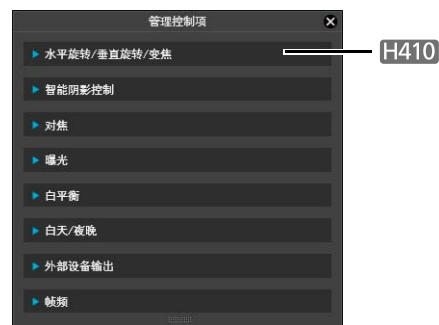 管理控制项
水平旋转/垂直旋转/变焦
H410
智能阴影控制
对焦
曝光
白平衡
白天/夜晚
外部设备输出
帧频